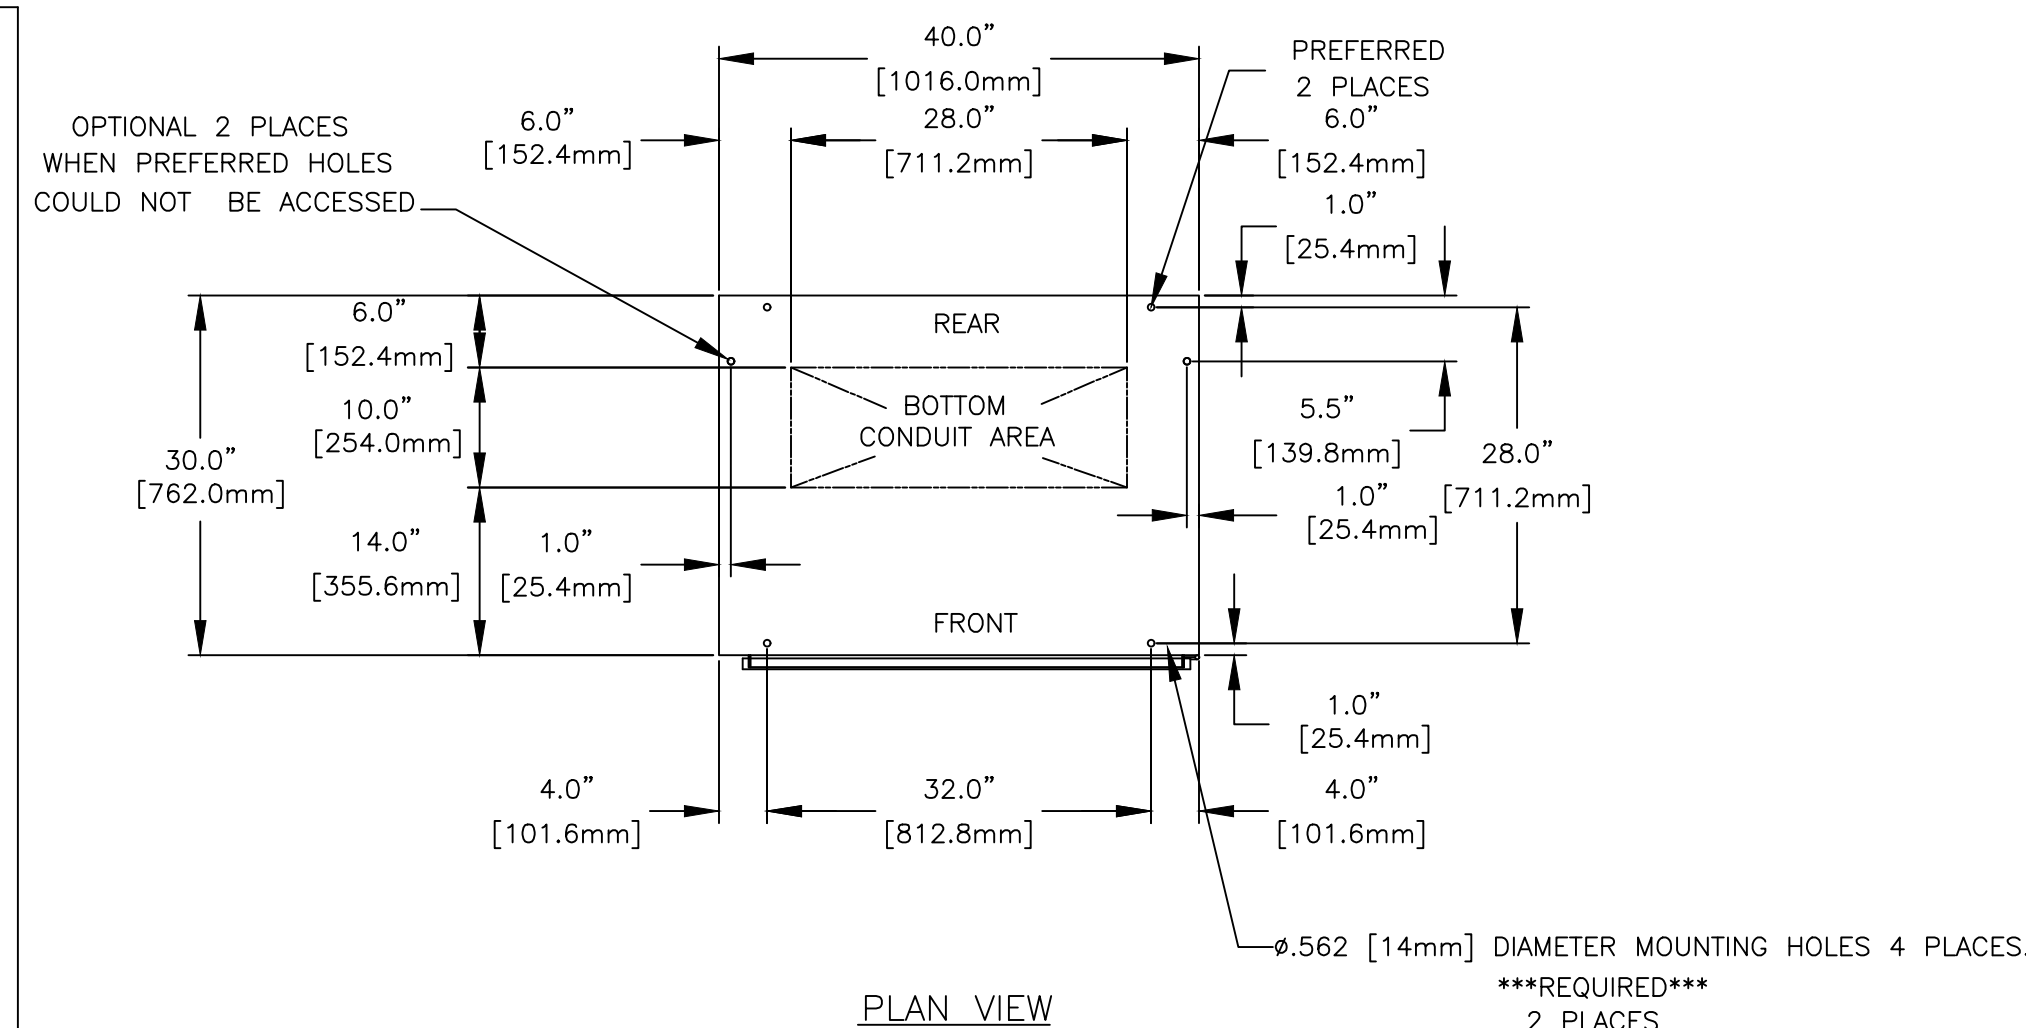 40.0"
[1016.0mm]
PREFERRED
2 PLACES
OPTIONAL 2 PLACES
WHEN PREFERRED HOLES
COULD NOT BE ACCESSED
6.0"
[152.4mm]
28.0"
[711.2mm]
6.0"
[152.4mm]
1.0"
[25.4mm]
6.0"
[152.4mm]
REAR
10.0"
[254.0mm]
BOTTOM
CONDUIT AREA
5.5"
[139.8mm]
30.0"
[762.0mm]
28.0"
[711.2mm]
1.0"
[25.4mm]
14.0"
[355.6mm]
1.0"
[25.4mm]
FRONT
1.0"
[25.4mm]
4.0"
[101.6mm]
32.0"
[812.8mm]
4.0"
[101.6mm]
ø.562 [14mm] DIAMETER MOUNTING HOLES 4 PLACES.
***REQUIRED***
2 PLACES
PLAN VIEW